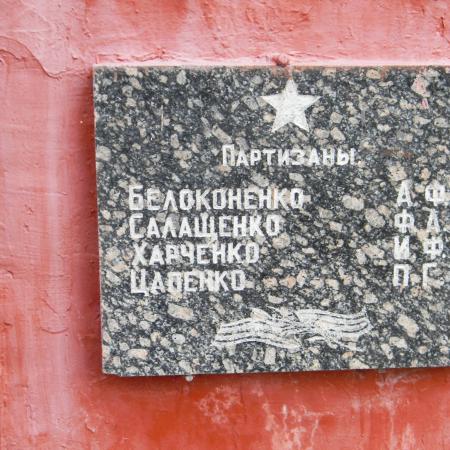 Партизаны
Белоконенко А. Ф
Салащенко Ф. А.
Харченко И. Ф
Цапенко П. Г.